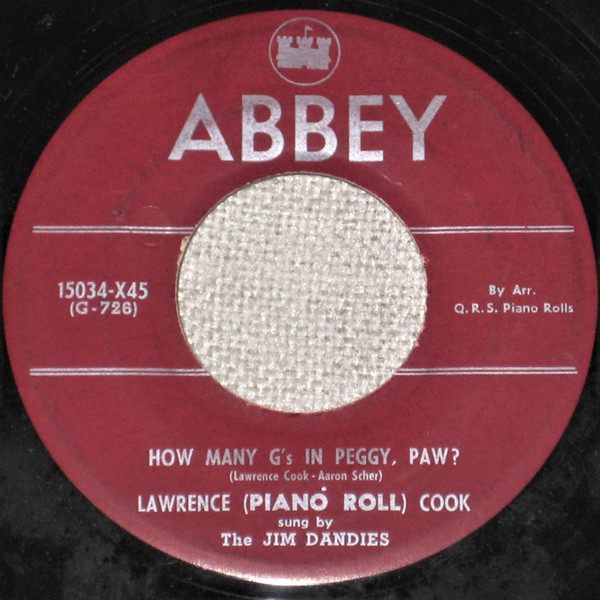 ABBEY
15034-X45
(G-726)
By Arr.
Q.R.S. Piano Rolls
HOW MANY G's IN PEGGY, PAW?
(Lawrence Cook - Aaron Scher)
LAWRENCE (PIANO ROLL) COOK
sung by
The JIM DANDIES